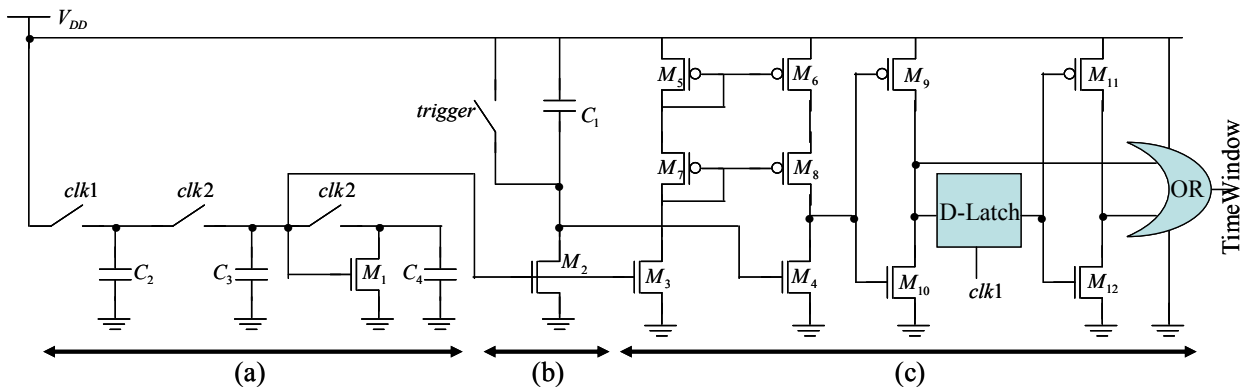 V_DD
trigger
C_1
M_5
M_6
M_9
M_11
M_7
M_8
clk1
clk2
clk2
D-Latch
OR
TimeWindow
C_2
C_3
M_1
C_4
M_2
M_3
M_4
M_10
clk1
M_12
(a)
(b)
(c)